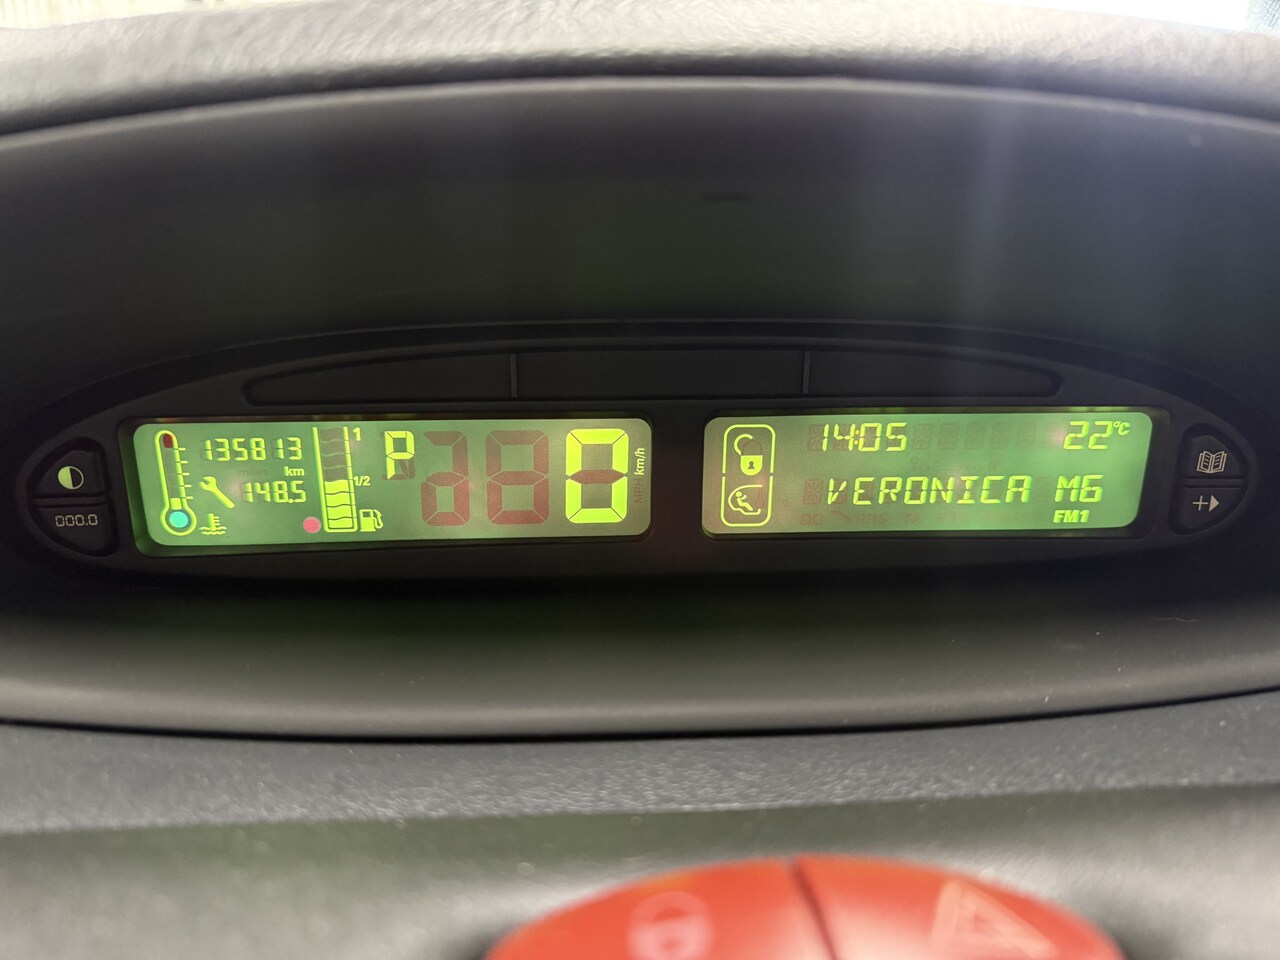 135813
km
148.5
1
1/2
P
0
km/h
MPH
000.0
14:05
22°C
VERONICA M6
FM1